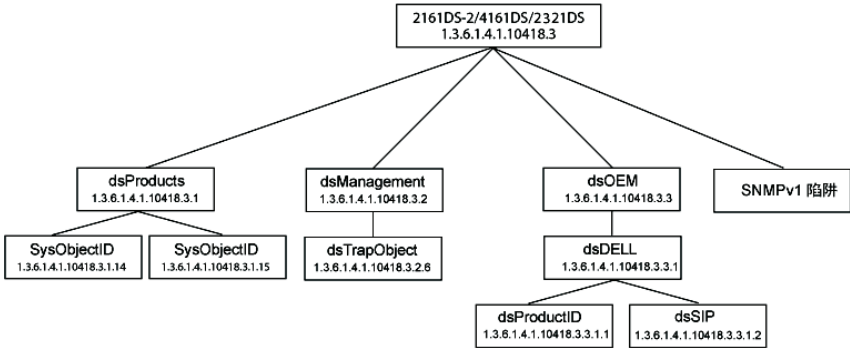 2161DS-2/4161DS/2321DS
1.3.6.1.4.1.10418.3
dsProducts
1.3.6.1.4.1.10418.3.1
dsManagement
1.3.6.1.4.1.10418.3.2
dsOEM
1.3.6.1.4.1.10418.3.3
SNMPv1 陷阱
SysObjectID
1.3.6.1.4.1.10418.3.1.14
SysObjectID
1.3.6.1.4.1.10418.3.1.15
dsTrapObject
1.3.6.1.4.1.10418.3.2.6
dsDELL
1.3.6.1.4.1.10418.3.3.1
dsProductID
1.3.6.1.4.1.10418.3.3.1.1
dsSIP
1.3.6.1.4.1.10418.3.3.1.2